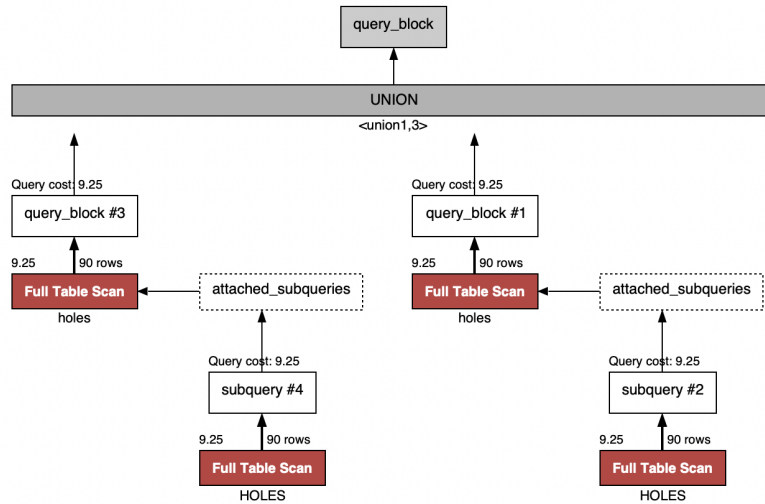 query_block
UNION
<union1,3>
Query cost: 9.25 Query cost: 9.25
query_block #3 query_block #1
9.25 90 rows 9.25 90 rows
Full Table Scan attached_subqueries Full Table Scan attached_subqueries
holes holes
Query cost: 9.25 Query cost: 9.25
subquery #4 subquery #2
9.25 90 rows 9.25 90 rows
Full Table Scan Full Table Scan
HOLES HOLES